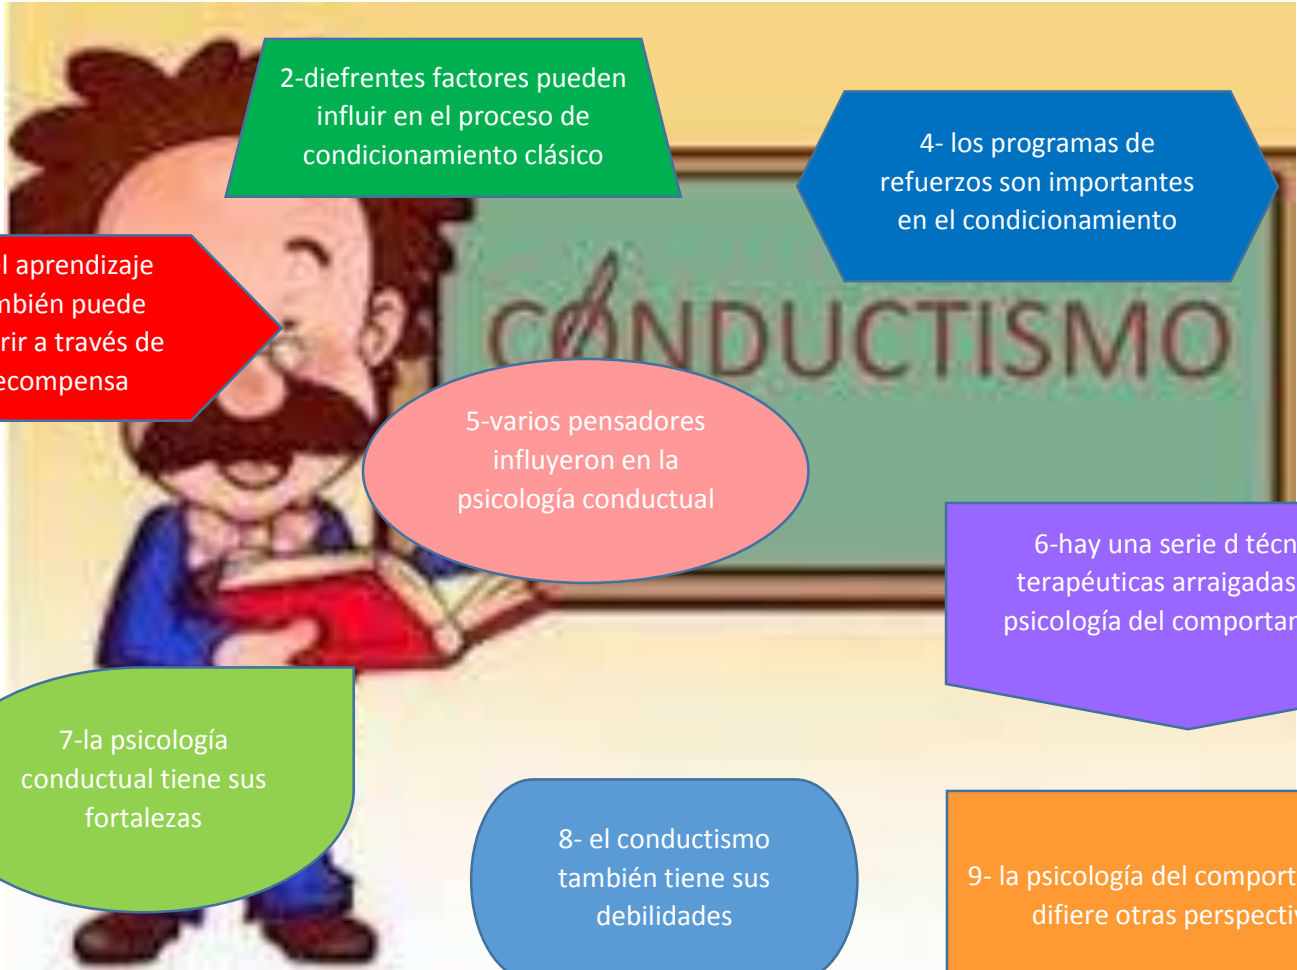 2-diefrentes factores pueden
influir en el proceso de
condicionamiento clásico
4- los programas de
refuerzos son importantes
en el condicionamiento
l aprendizaje
mbién puede
rir a través de
ecompensa
CONDUCTISMO
5-varios pensadores
influyeron en la
psicología conductual
6-hay una serie d técn
terapéuticas arraigadas
psicología del comportan
7-la psicología
conductual tiene sus
fortalezas
8- el conductismo
también tiene sus
debilidades
9- la psicología del comport
difiere otras perspectiv